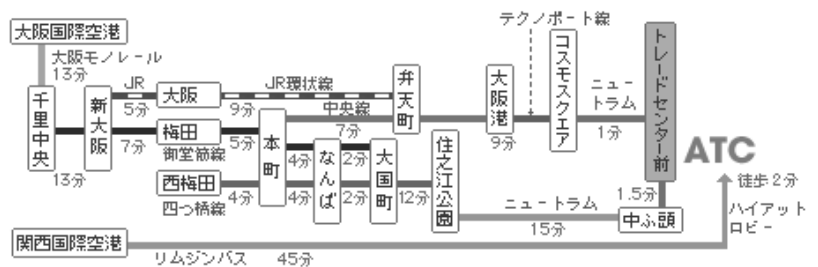 テクノポート線
大阪国際空港
大阪モノレール
13分
千里中央
13分
新大阪
JR
5分
大阪
9分
JR環状線
弁天町
中央線
7分
7分
梅田
御堂筋線
5分
本町
西梅田
四つ橋線
4分
4分
4分
なんば
2分
2分
大国町
12分
住之江公園
大阪港
9分
コスモスクエア
ニュー
トラム
1分
トレードセンター前
ATC
1.5分
徒歩2分
ハイアット
ロビー
ニュートラム
15分
中ふ頭
関西国際空港
リムジンバス 45分